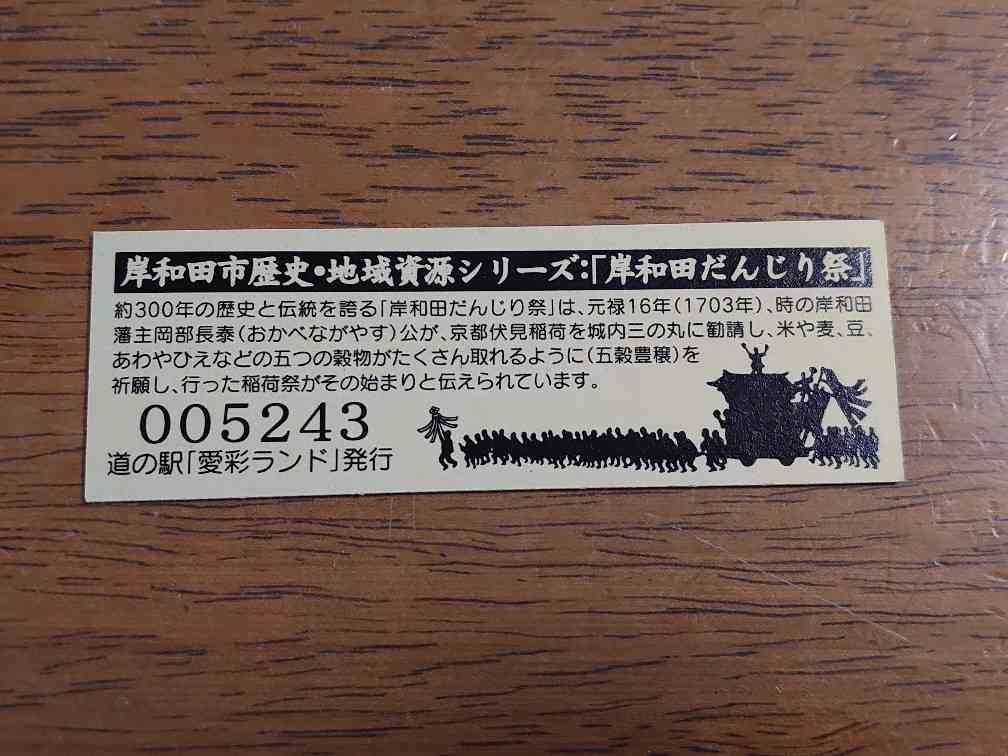 岸和田市歴史・地域資源シリーズ:「岸和田だんじり祭」
約300年の歴史と伝統を誇る「岸和田だんじり祭」は、元禄16年(1703年)、時の岸和田
藩主岡部長泰(おかべながやす)公が、京都伏見稲荷を城内三の丸に勧請し、米や麦、豆、
あわやひえなどの五つの穀物がたくさん取れるように(五穀豊穣)を
祈願し、行った稲荷祭がその始まりと伝えられています。
005243
道の駅「愛彩ランド」発行